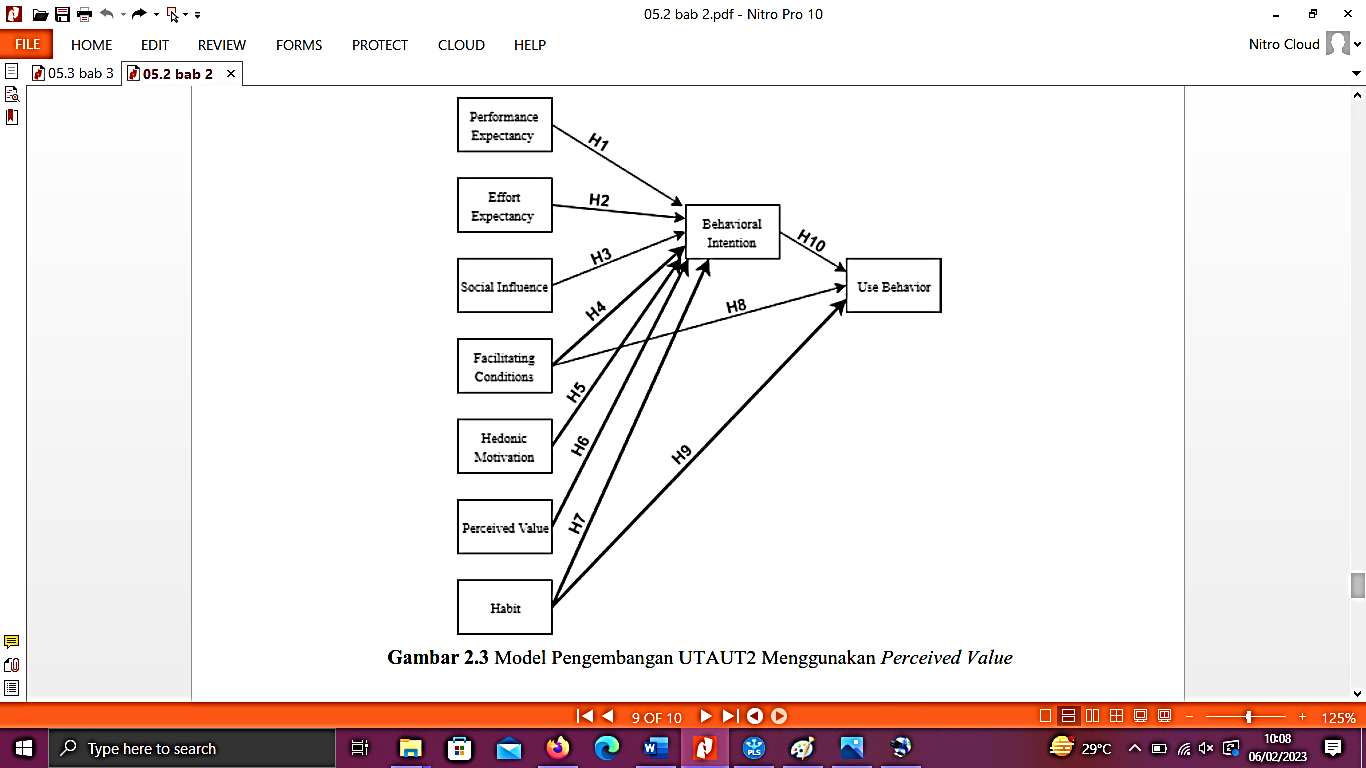 05.2 bab 2.pdf - Nitro Pro 10
FILE HOME EDIT REVIEW FORMS PROTECT CLOUD HELP
Nitro Cloud
05.3 bab 3
05.2 bab 2
Performance
Expectancy
H1
Effort
Expectancy
H2
Behavioral
Intention
H10
Social Influence
H3
Use Behavior
H4
H8
Facilitating
Conditions
H5
Hedonic
Motivation
H6
H9
Perceived Value
H7
Habit
Gambar 2.3 Model Pengembangan UTAUT2 Menggunakan Perceived Value
9 OF 10
125%
Type here to search
PLS
29°C
10:08
06/02/2023